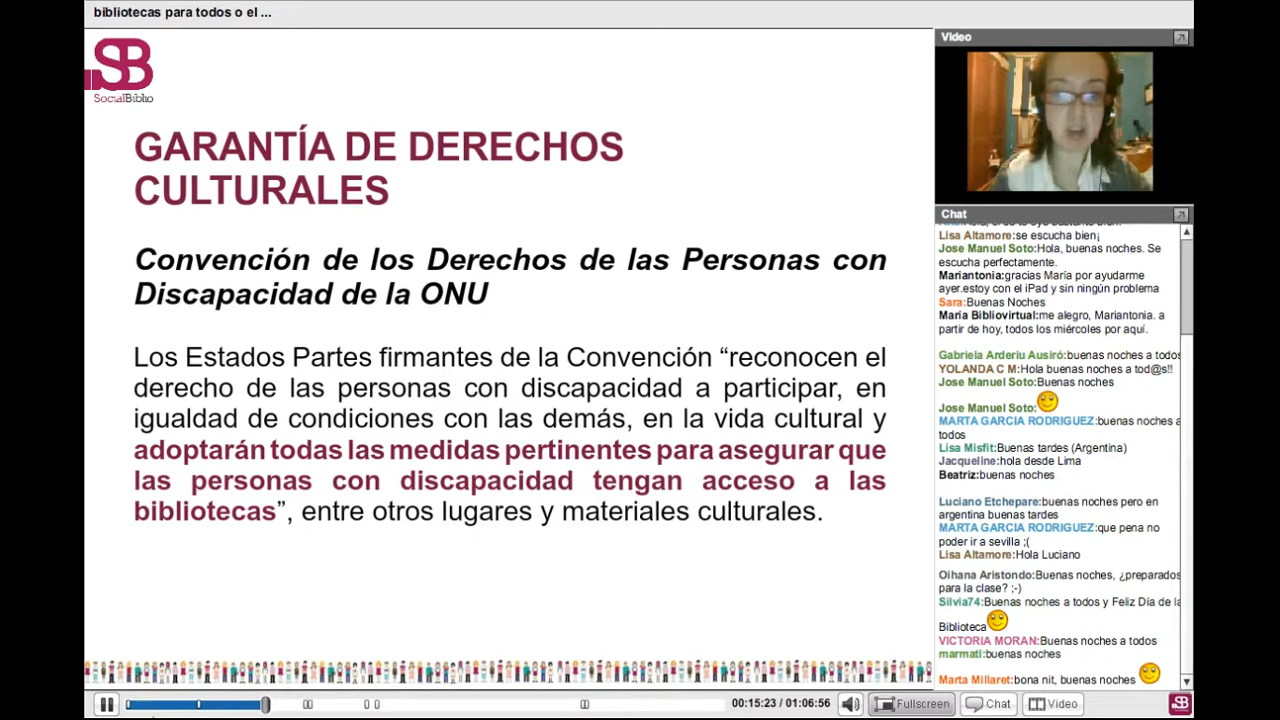 bibliotecas para todos o el ...
SB
SocialBiblio
GARANTÍA DE DERECHOS
CULTURALES
Convención de los Derechos de las Personas con
Discapacidad de la ONU
Los Estados Partes firmantes de la Convención “reconocen el
derecho de las personas con discapacidad a participar, en
igualdad de condiciones con las demás, en la vida cultural y
adoptarán todas las medidas pertinentes para asegurar que
las personas con discapacidad tengan acceso a las
bibliotecas”, entre otros lugares y materiales culturales.
Video
Chat
Lisa Altamore:se escucha bien¡
Jose Manuel Soto:Hola, buenas noches. Se
escucha perfectamente.
Mariantonia:gracias María por ayudarme
ayer.estoy con el iPad y sin ningún problema
Sara:Buenas Noches
María Bibliovirtual:me alegro, Mariantonia. a
partir de hoy, todos los miércoles por aquí.
Gabriela Arderiu Ausiró:buenas noches a todos
YOLANDA C M:Hola buenas noches a tod@s!!
Jose Manuel Soto:Buenas noches
Jose Manuel Soto:
MARTA GARCIA RODRIGUEZ:buenas noches a
todos
Lisa Misfit:Buenas tardes (Argentina)
Jacqueline:hola desde Lima
Beatriz:buenas noches
Luciano Etchepare:buenas noches pero en
argentina buenas tardes
MARTA GARCIA RODRIGUEZ:que pena no
poder ir a sevilla ;(
Lisa Altamore:Hola Luciano
Oihana Aristondo:Buenas noches, ¿preparados
para la clase? ;-)
Silvia74:Buenas noches a todos y Feliz Día de la
Biblioteca
VICTORIA MORAN:Buenas noches a todos
marmati:buenas noches
Marta Millaret:bona nit, buenas noches
00:15:23 / 01:06:56
Fullscreen
Chat
Video
SB